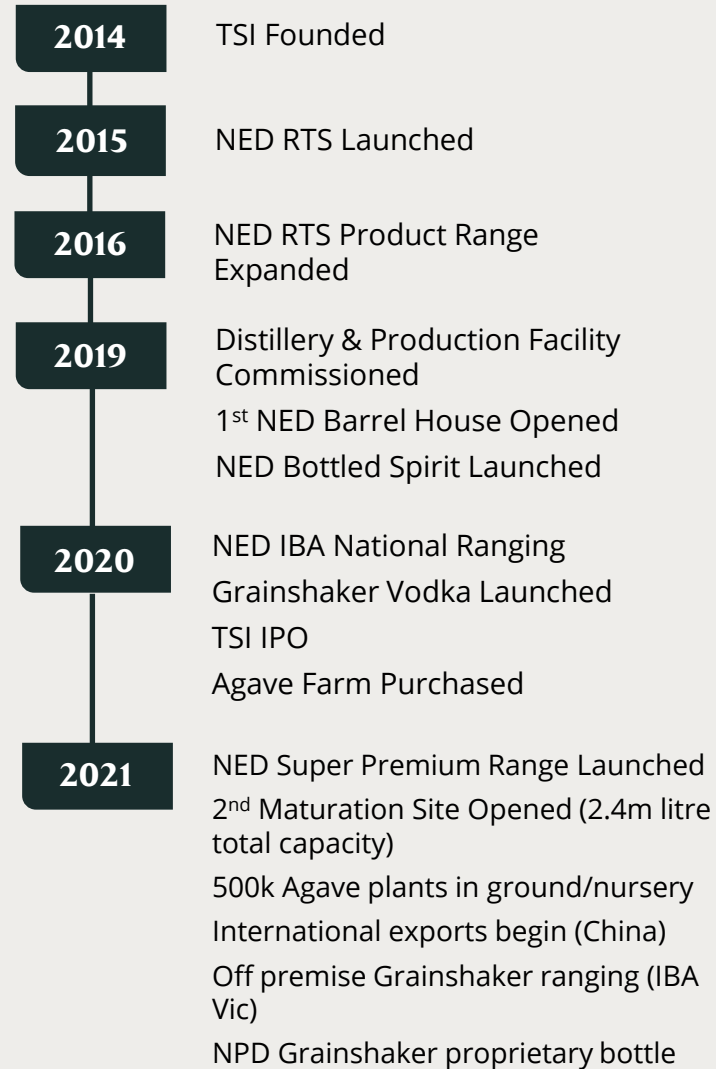 2014
TSI Founded
2015
NED RTS Launched
2016
NED RTS Product Range
Expanded
2019
Distillery & Production Facility
Commissioned
1st NED Barrel House Opened
NED Bottled Spirit Launched
2020
NED IBA National Ranging
Grainshaker Vodka Launched
TSI IPO
Agave Farm Purchased
2021
NED Super Premium Range Launched
2nd Maturation Site Opened (2.4m litre
total capacity)
500k Agave plants in ground/nursery
International exports begin (China)
Off premise Grainshaker ranging (IBA
Vic)
NPD Grainshaker proprietary bottle